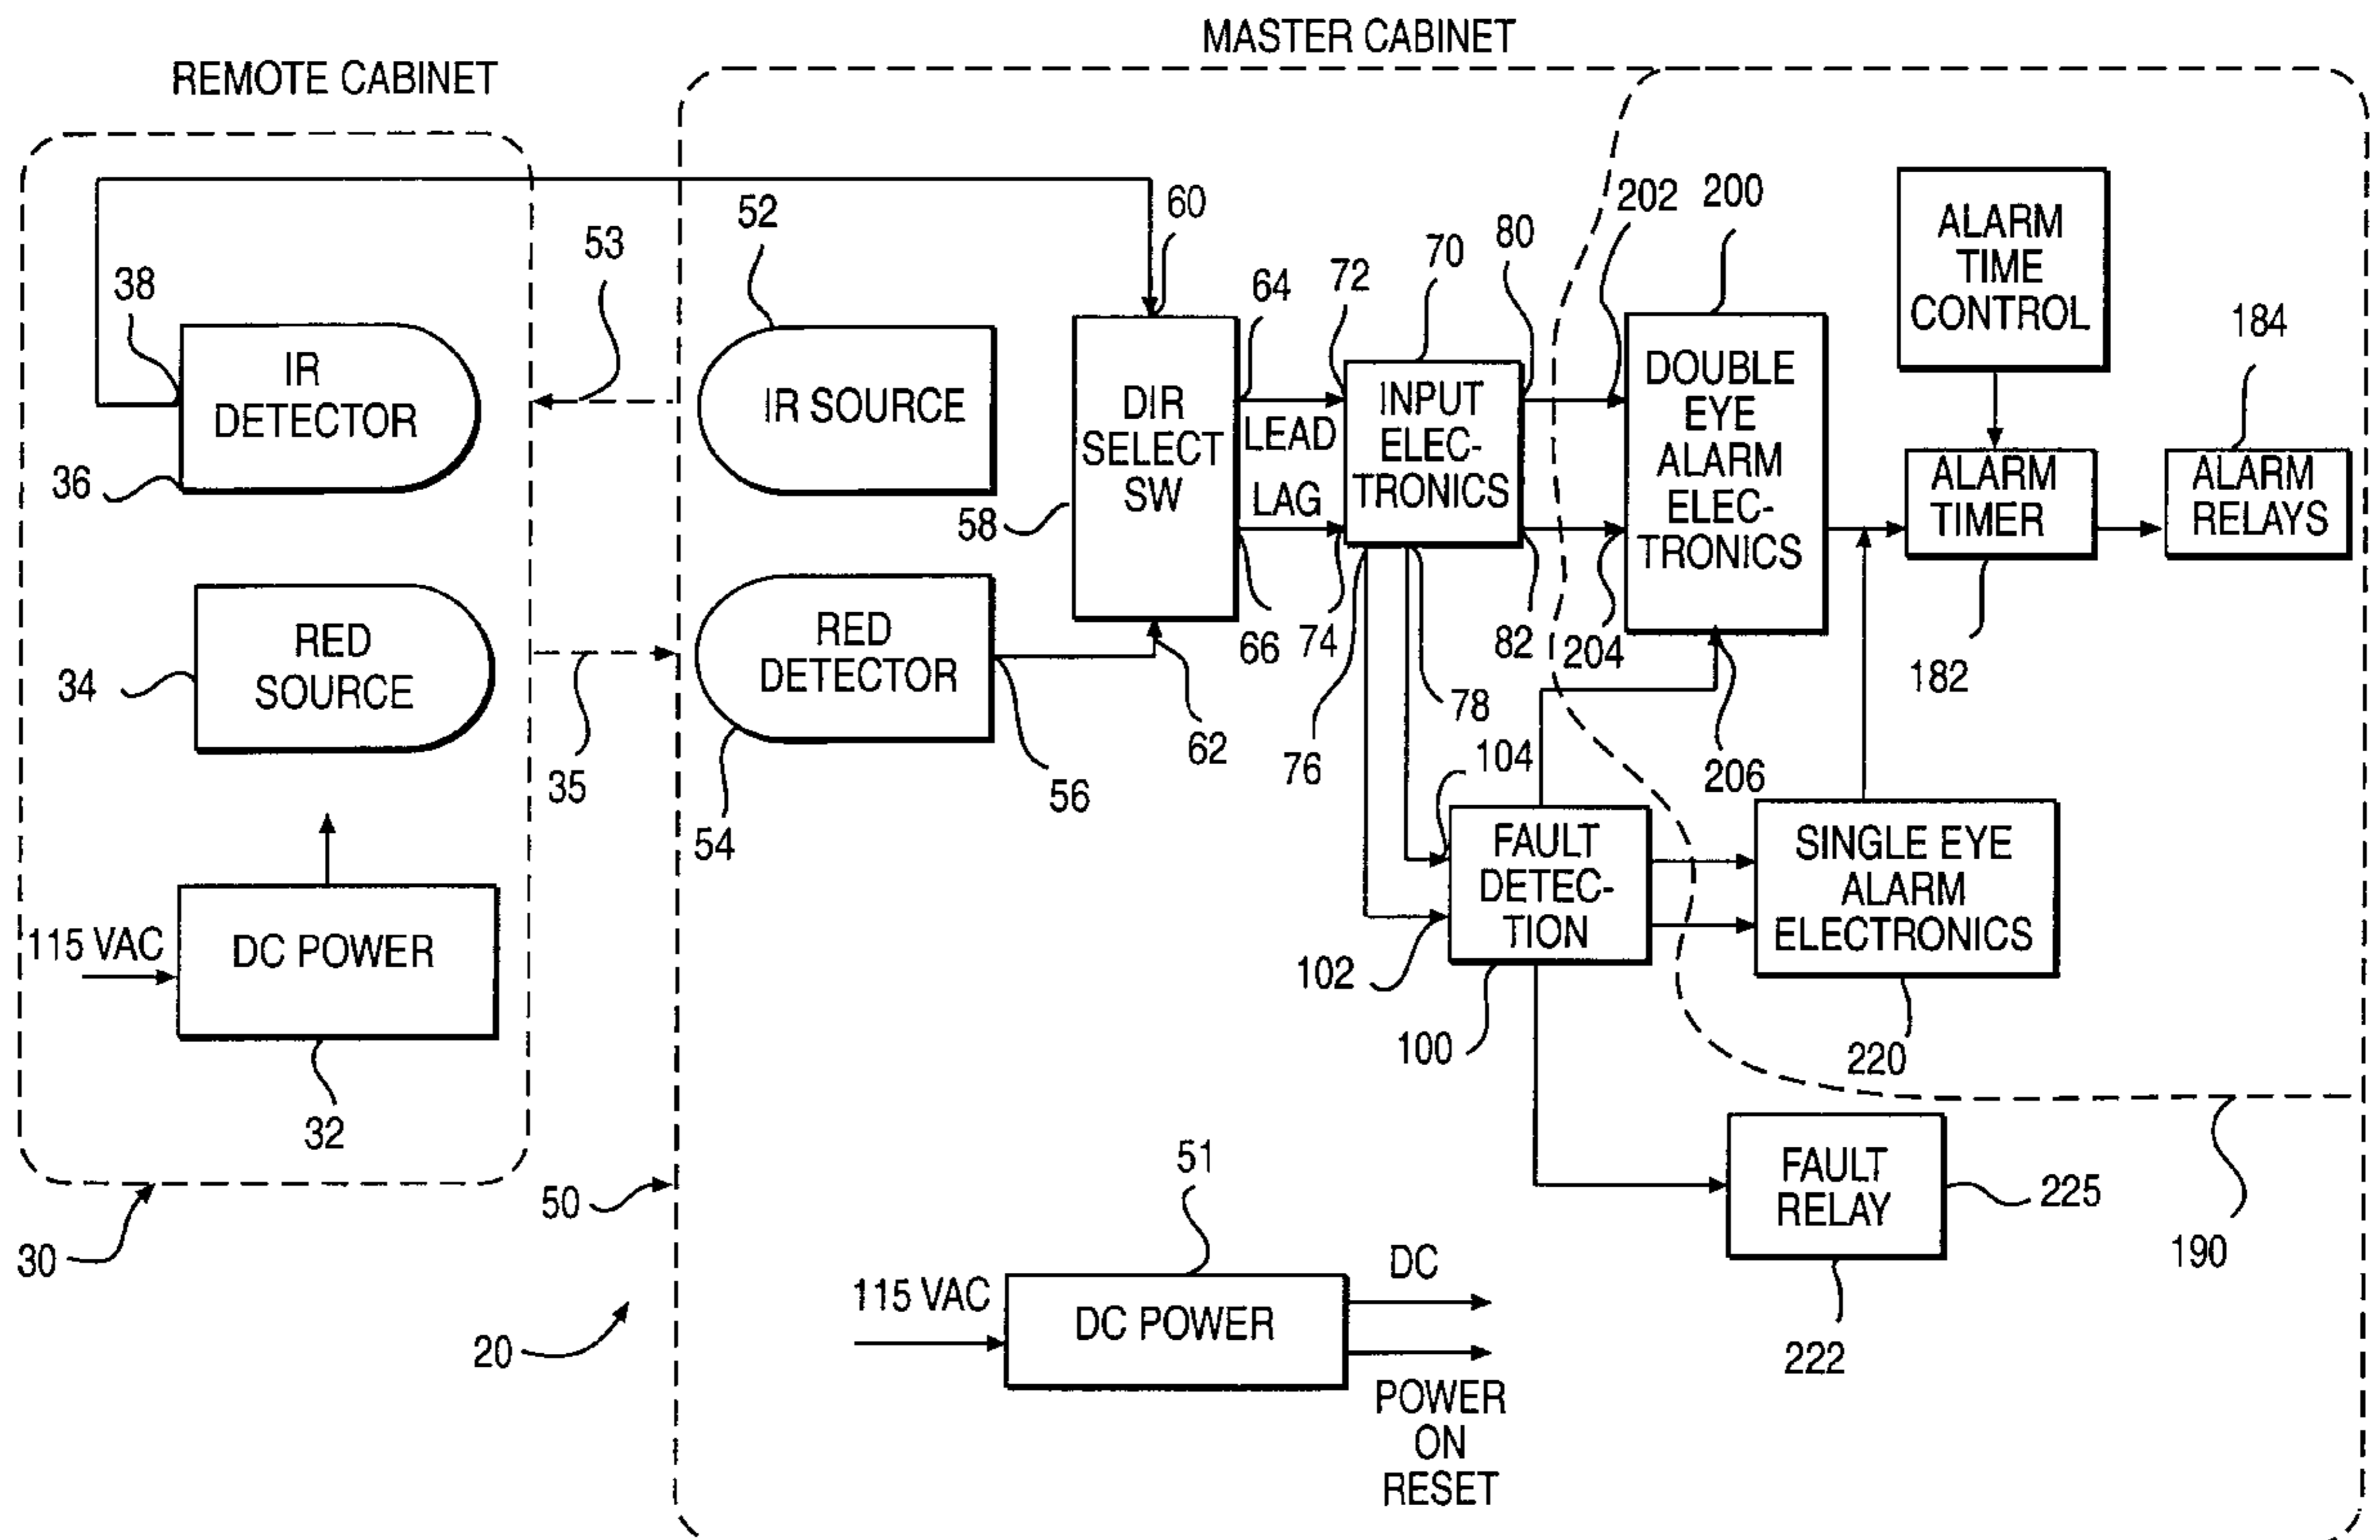 MASTER CABINET
REMOTE CABINET
60
52
53
202
200
80
70
72
64
38
ALARM
TIME
CONTROL
184
IR
DETECTOR
IR SOURCE
DIR
SELECT
SW
LEAD
LAG
INPUT
ELEC-
TRONICS
DOUBLE
EYE
ALARM
ELEC-
TRONICS
ALARM
TIMER
ALARM
RELAYS
36
58
RED
SOURCE
34
35
RED
DETECTOR
54
56
62
66
74
76
78
82
204
182
104
206
FAULT
DETEC-
TION
SINGLE EYE
ALARM
ELECTRONICS
115 VAC
DC POWER
32
102
100
220
30
50
51
FAULT
RELAY
225
190
222
20
115 VAC
DC POWER
DC
POWER
ON
RESET